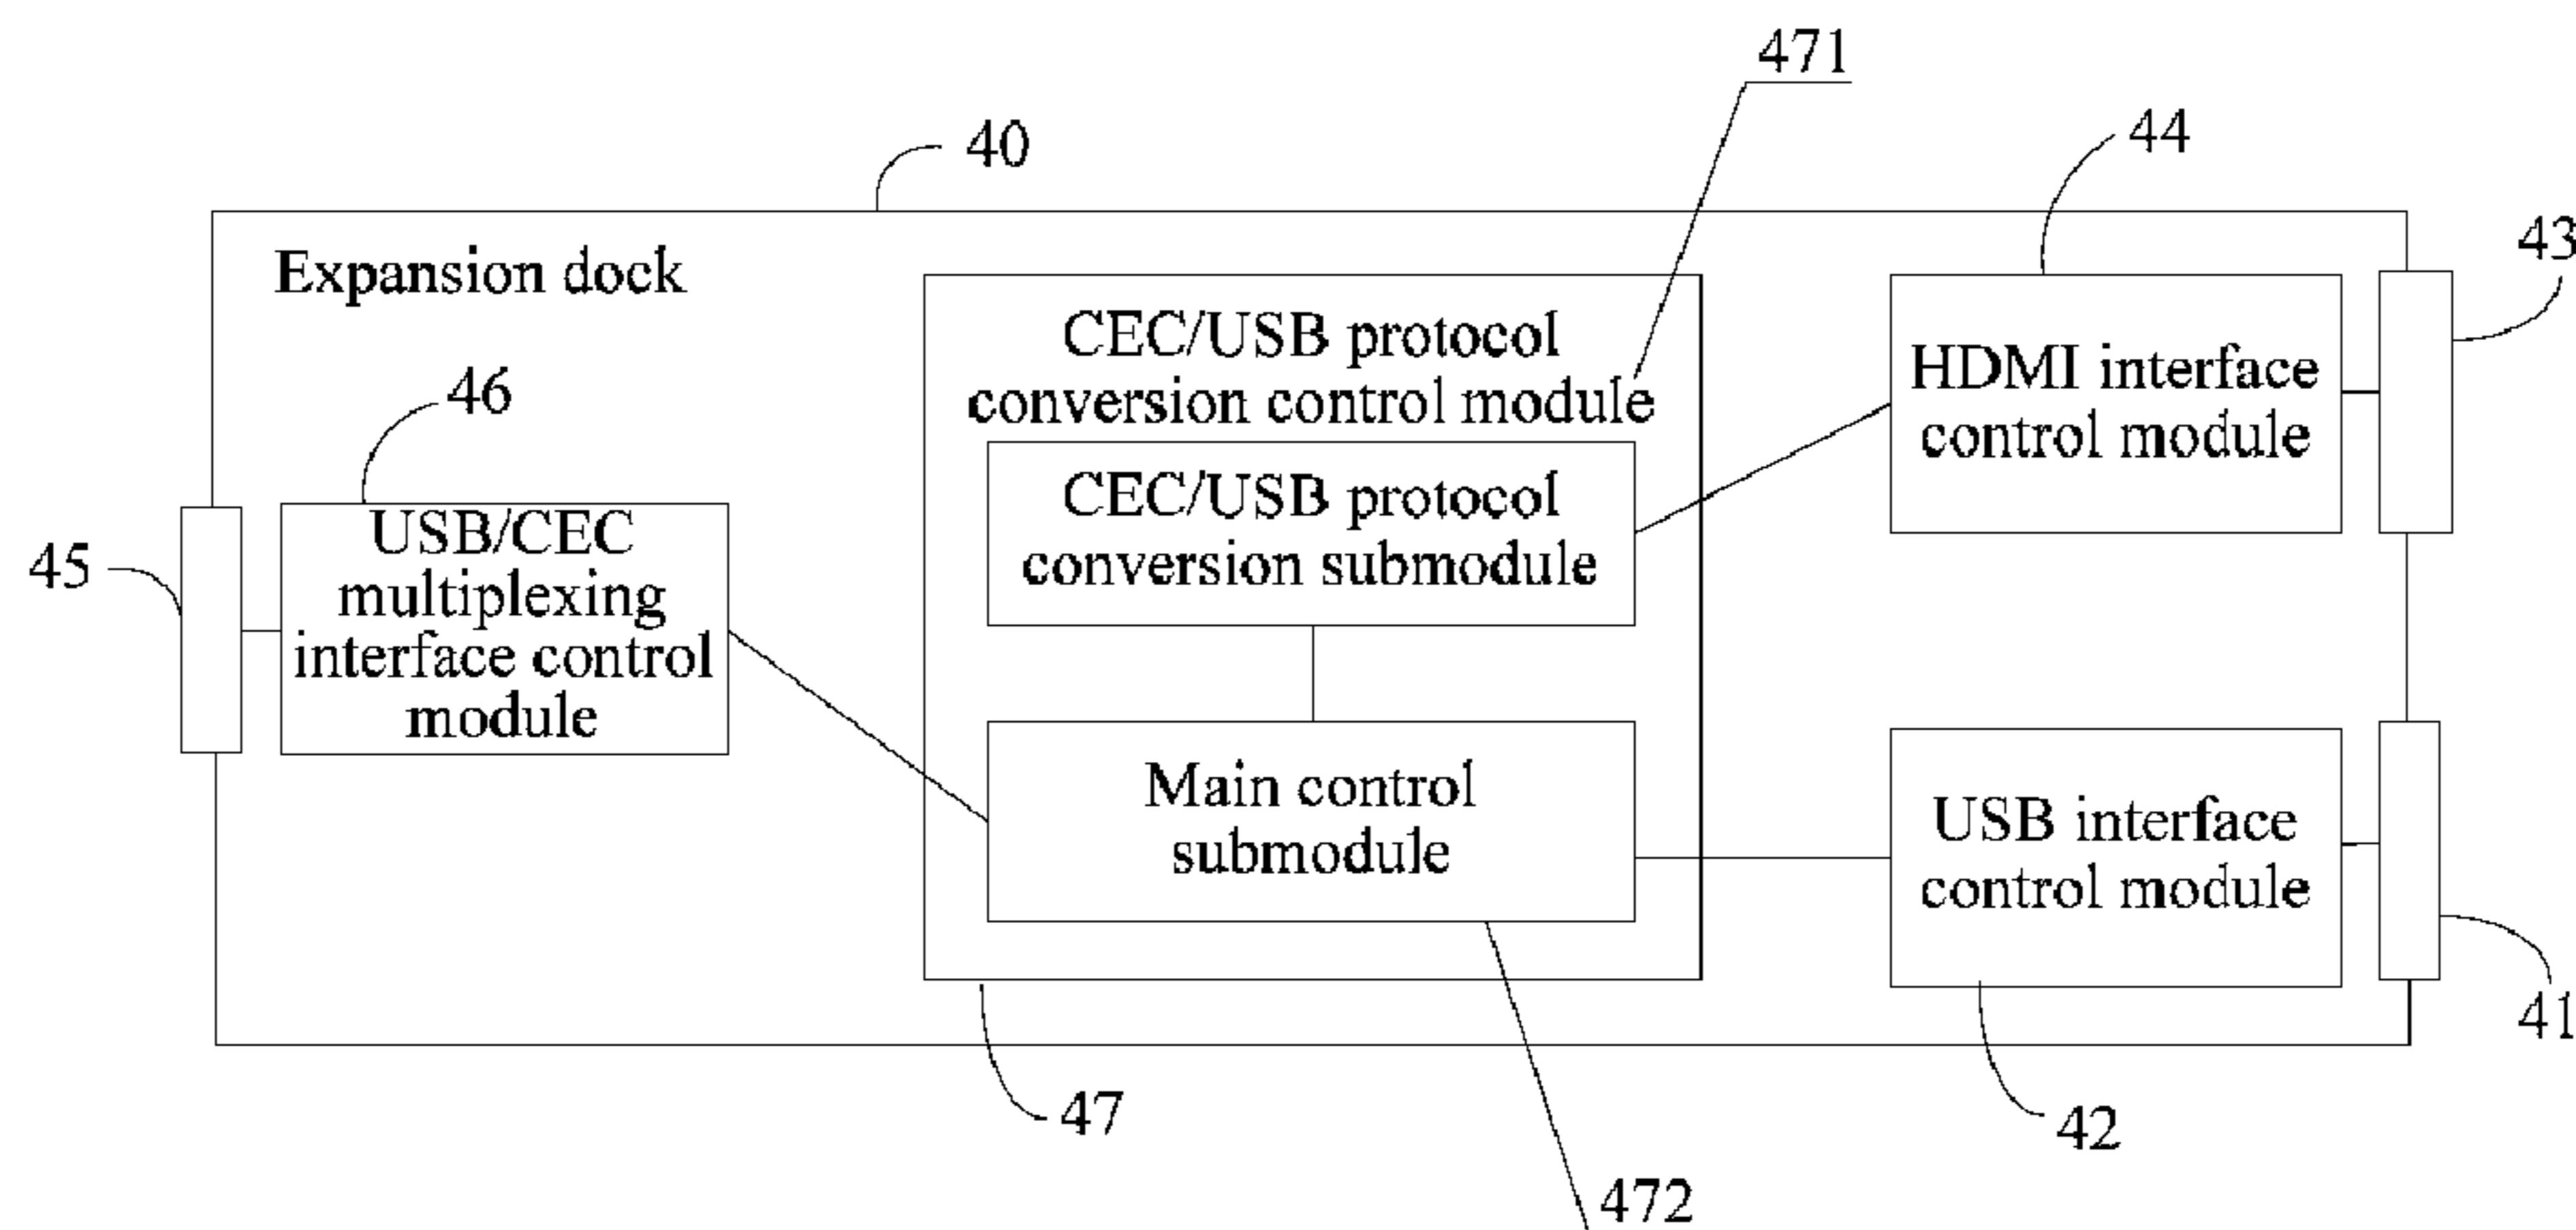 471
40
44
43
Expansion dock
CEC/USB protocol
conversion control module
HDMI interface
control module
46
CEC/USB protocol
conversion submodule
45
USB/CEC
multiplexing
interface control
module
Main control
submodule
USB interface
control module
41
47
42
472